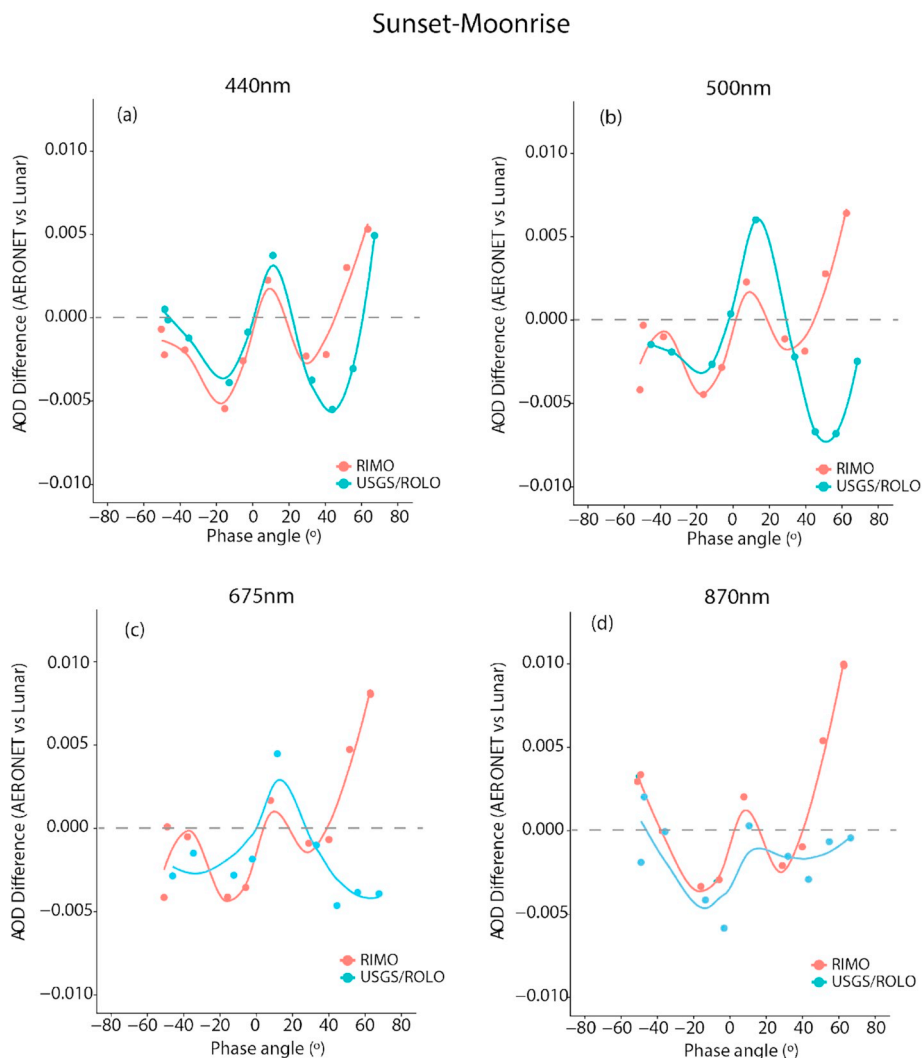 Sunset-Moonrise
440nm
(a)
AOD Difference (AERONET vs Lunar)
0.010
0.005
0.000
−0.005
−0.010
RIMO
USGS/ROLO
−80 −60 −40 −20 0 20 40 60 80
Phase angle (º)
500nm
(b)
AOD Difference (AERONET vs Lunar)
0.010
0.005
0.000
−0.005
−0.010
RIMO
USGS/ROLO
−80 −60 −40 −20 0 20 40 60 80
Phase angle (º)
675nm
(c)
AOD Difference (AERONET vs Lunar)
0.010
0.005
0.000
−0.005
−0.010
RIMO
USGS/ROLO
−80 −60 −40 −20 0 20 40 60 80
Phase angle (º)
870nm
(d)
AOD Difference (AERONET vs Lunar)
0.010
0.005
0.000
−0.005
−0.010
RIMO
USGS/ROLO
−80 −60 −40 −20 0 20 40 60 80
Phase angle (º)